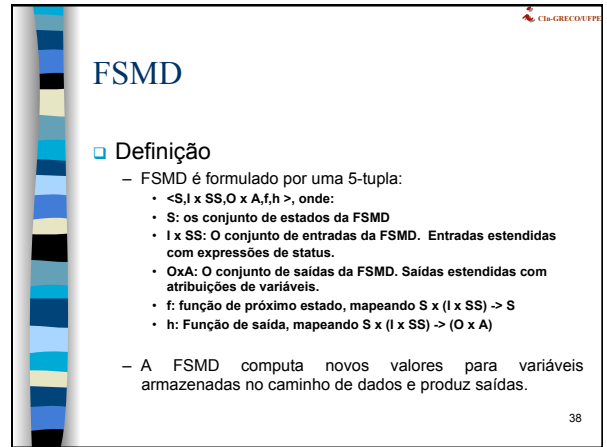 CIn-GRECO/UFPE
FSMD
Definição
– FSMD é formulado por uma 5-tupla:
• <S,I x SS,O x A,f,h >, onde:
• S: os conjunto de estados da FSMD
• I x SS: O conjunto de entradas da FSMD. Entradas estendidas
com expressões de status.
• OxA: O conjunto de saídas da FSMD. Saídas estendidas com
atribuições de variáveis.
• f: função de próximo estado, mapeando S x (I x SS) -> S
• h: Função de saída, mapeando S x (I x SS) -> (O x A)
– A FSMD computa novos valores para variáveis
armazenadas no caminho de dados e produz saídas.
38